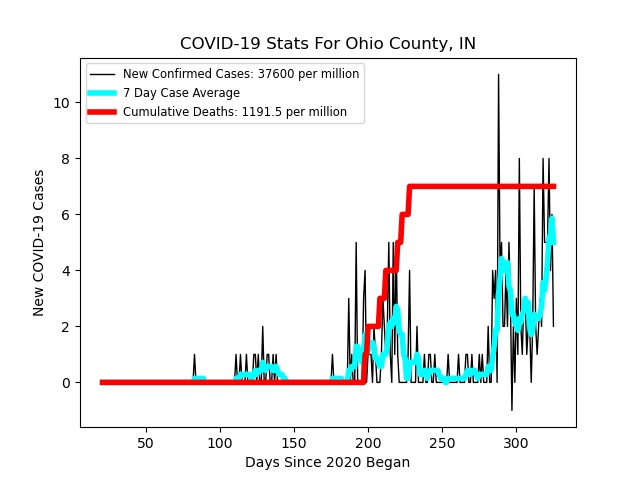 COVID-19 Stats For Ohio County, IN
New Confirmed Cases: 37600 per million
7 Day Case Average
Cumulative Deaths: 1191.5 per million
New COVID-19 Cases
10
8
6
4
2
0
50 100 150 200 250 300
Days Since 2020 Began